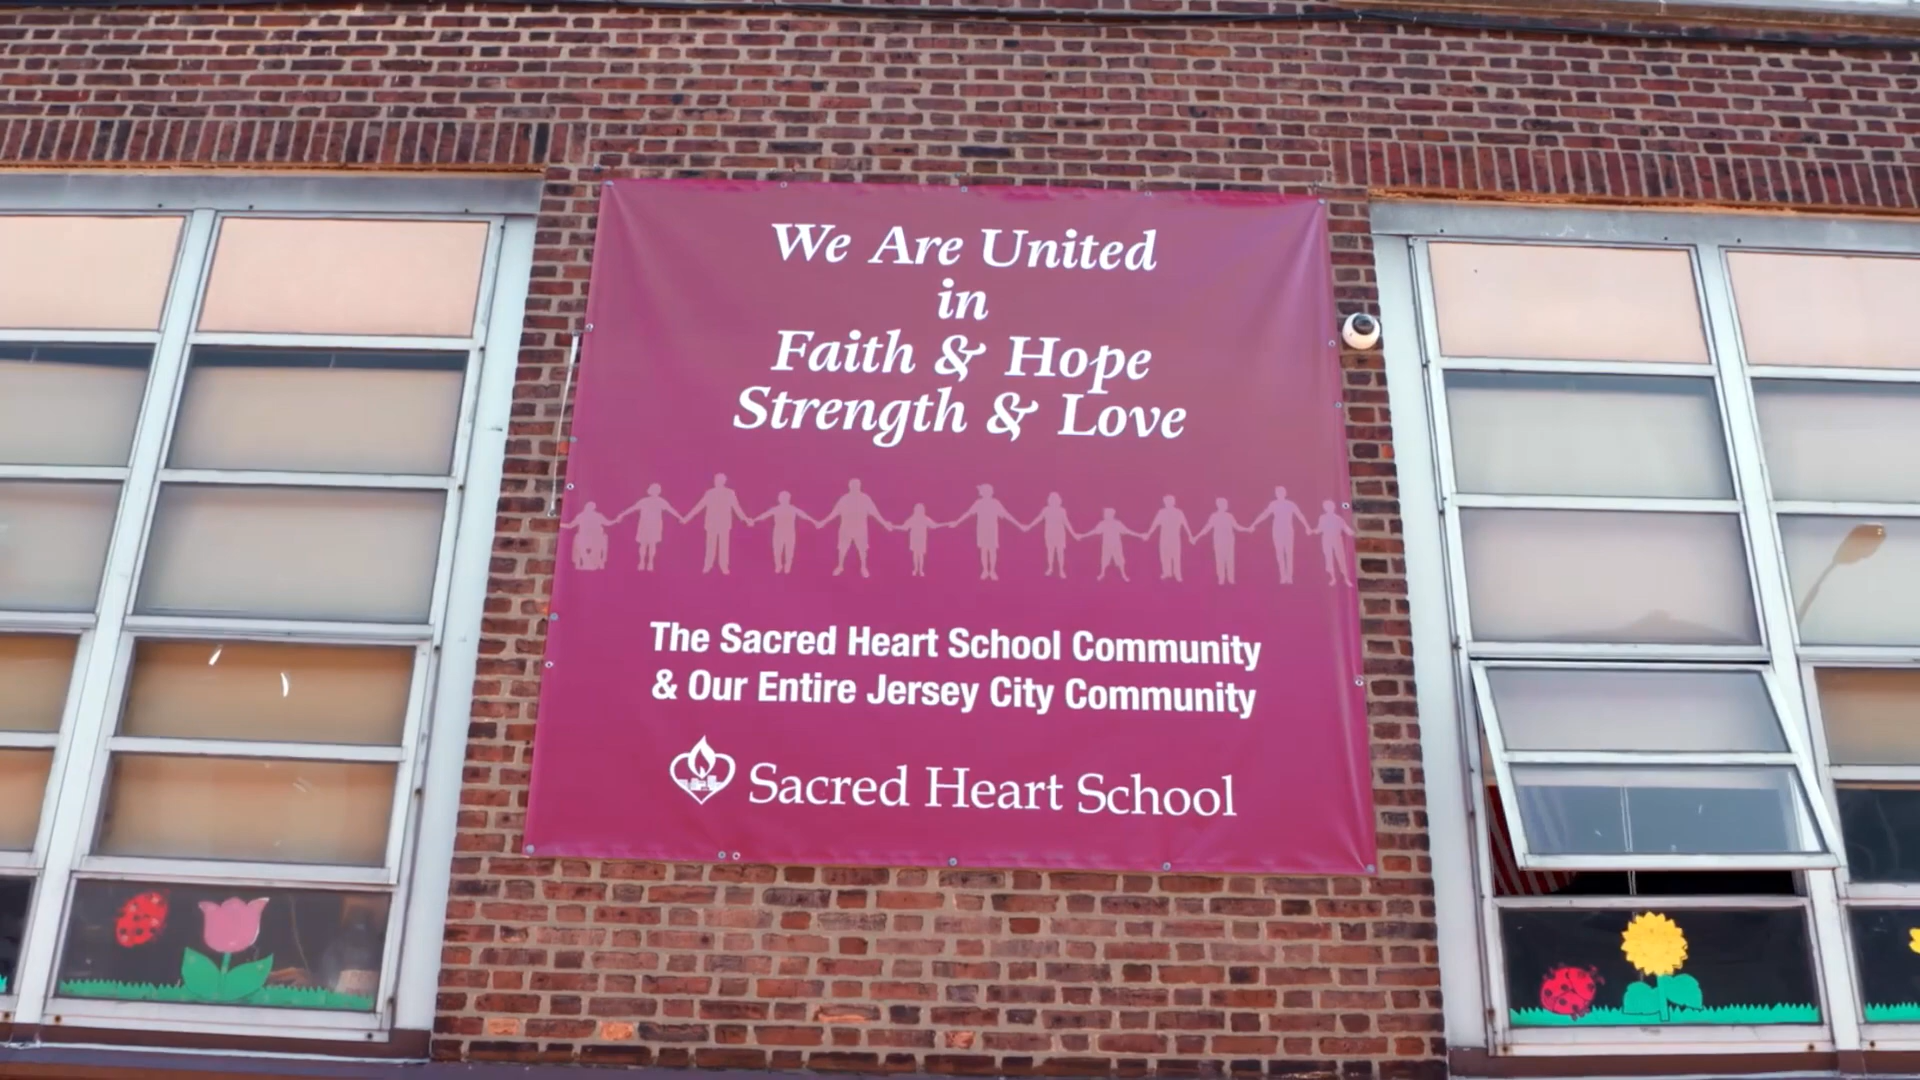 We Are United
in
Faith & Hope
Strength & Love
The Sacred Heart School Community
& Our Entire Jersey City Community
Sacred Heart School